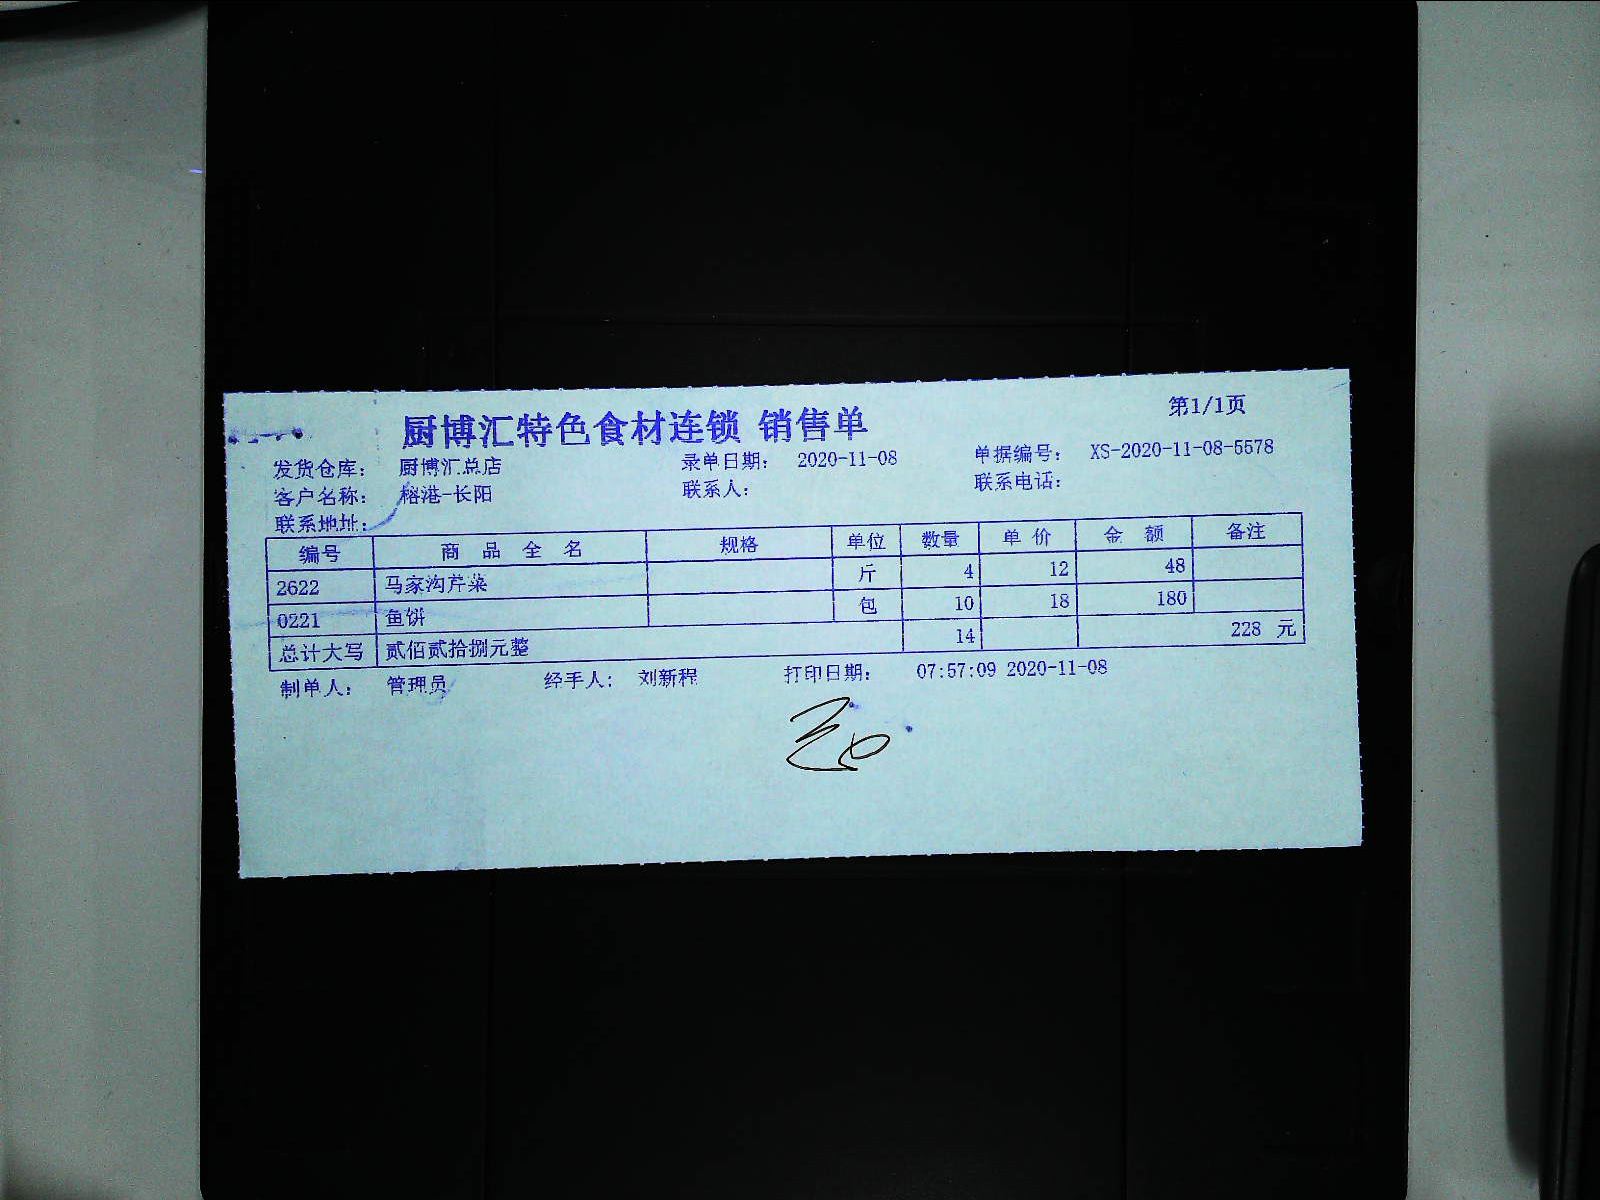 厨博汇特色食材连锁 销售单 第1/1页
发货仓库： 厨博汇总店 录单日期： 2020-11-08 单据编号： XS-2020-11-08-5578
客户名称： 榕港-长阳 联系人： 联系电话：
联系地址：
编号 商品全名 规格 单位 数量 单价 金额 备注
2622 马家沟芹菜 斤 4 12 48
0221 鱼饼 包 10 18 180
总计大写 贰佰贰拾捌元整 14 228 元
制单人： 管理员 经手人： 刘新程 打印日期： 07:57:09 2020-11-08